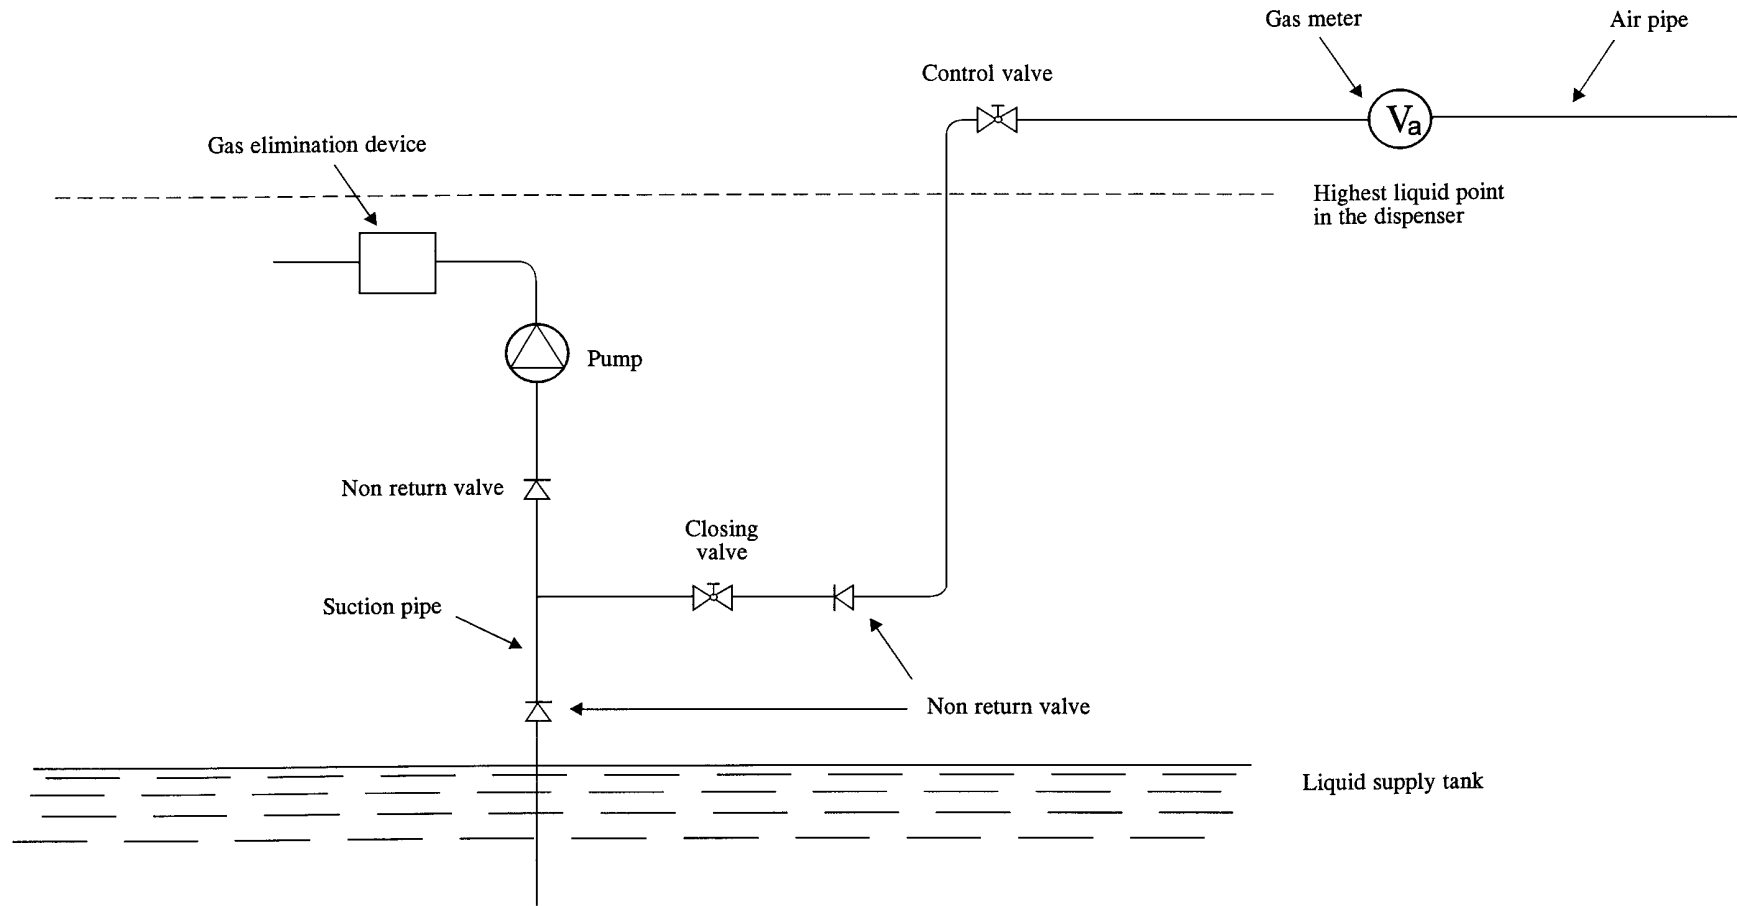 Gas meter
Air pipe
Control valve
Va
Gas elimination device
Highest liquid point
in the dispenser
Pump
Non return valve
Closing
valve
Suction pipe
Non return valve
Liquid supply tank